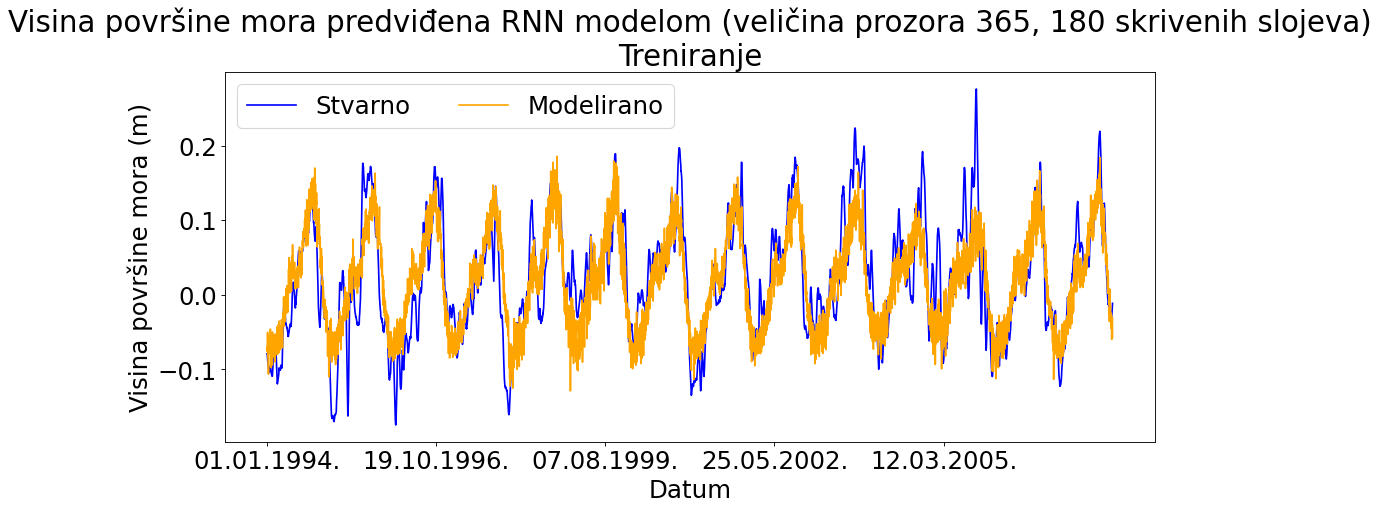 Visina površine mora predviđena RNN modelom (veličina prozora 365, 180 skrivenih slojeva)
Treniranje
Stvarno
Modelirano
Visina površine mora (m)
0.2
0.1
0.0
−0.1
01.01.1994.
19.10.1996.
07.08.1999.
25.05.2002.
12.03.2005.
Datum